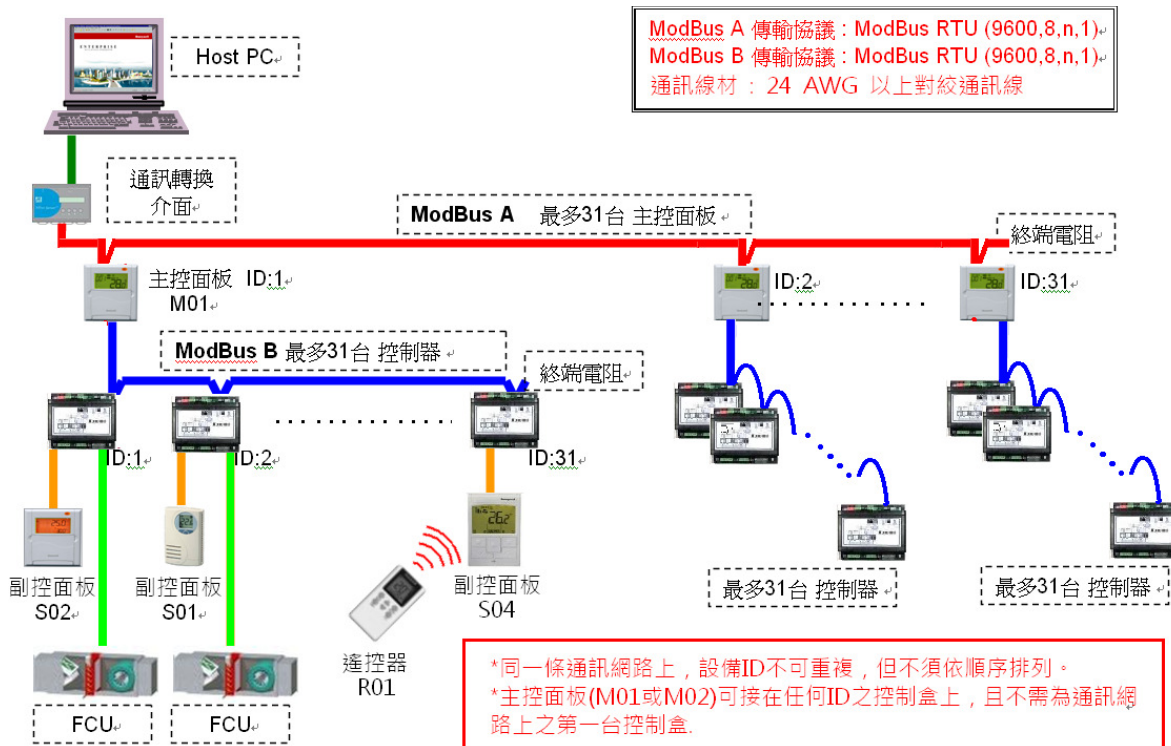 ModBus A 傳輸協議 : ModBus RTU (9600,8,n,1)
ModBus B 傳輸協議 : ModBus RTU (9600,8,n,1)
通訊線材 : 24 AWG 以上對絞通訊線
Host PC
通訊轉換
介面
ModBus A 最多31台 主控面板
終端電阻
主控面板 ID:1
M01
ID:2
ID:31
ModBus B 最多31台 控制器
終端電阻
ID:1
ID:2
ID:31
副控面板
S02
副控面板
S01
副控面板
S04
遙控器
R01
最多31台 控制器
最多31台 控制器
FCU
FCU
*同一條通訊網路上，設備ID不可重複，但不須依順序排列。
*主控面板(M01或M02)可接在任何ID之控制盒上，且不需為通訊網
路上之第一台控制盒.